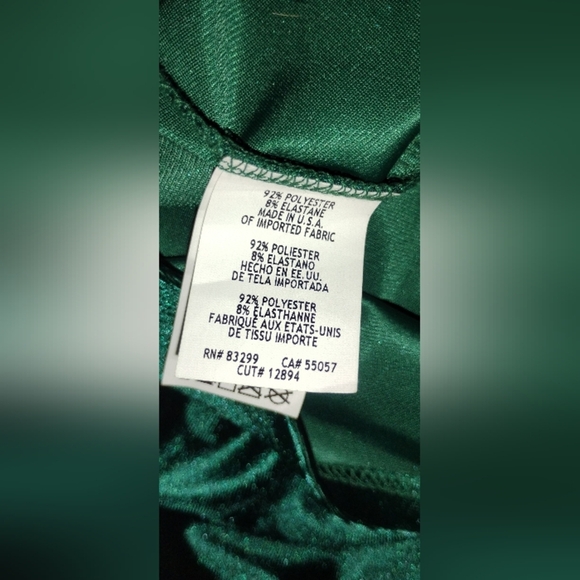 92% POLYESTER
8% ELASTANE
MADE IN U.S.A.
OF IMPORTED FABRIC
92% POLIESTER
8% ELASTANO
HECHO EN EE.UU.
DE TELA IMPORTADA
92% POLYESTER
8% ELASTHANNE
FABRIQUÉ AUX ETATS-UNIS
DE TISSU IMPORTE
RN# 83299 CA# 55057
CUT# 12894